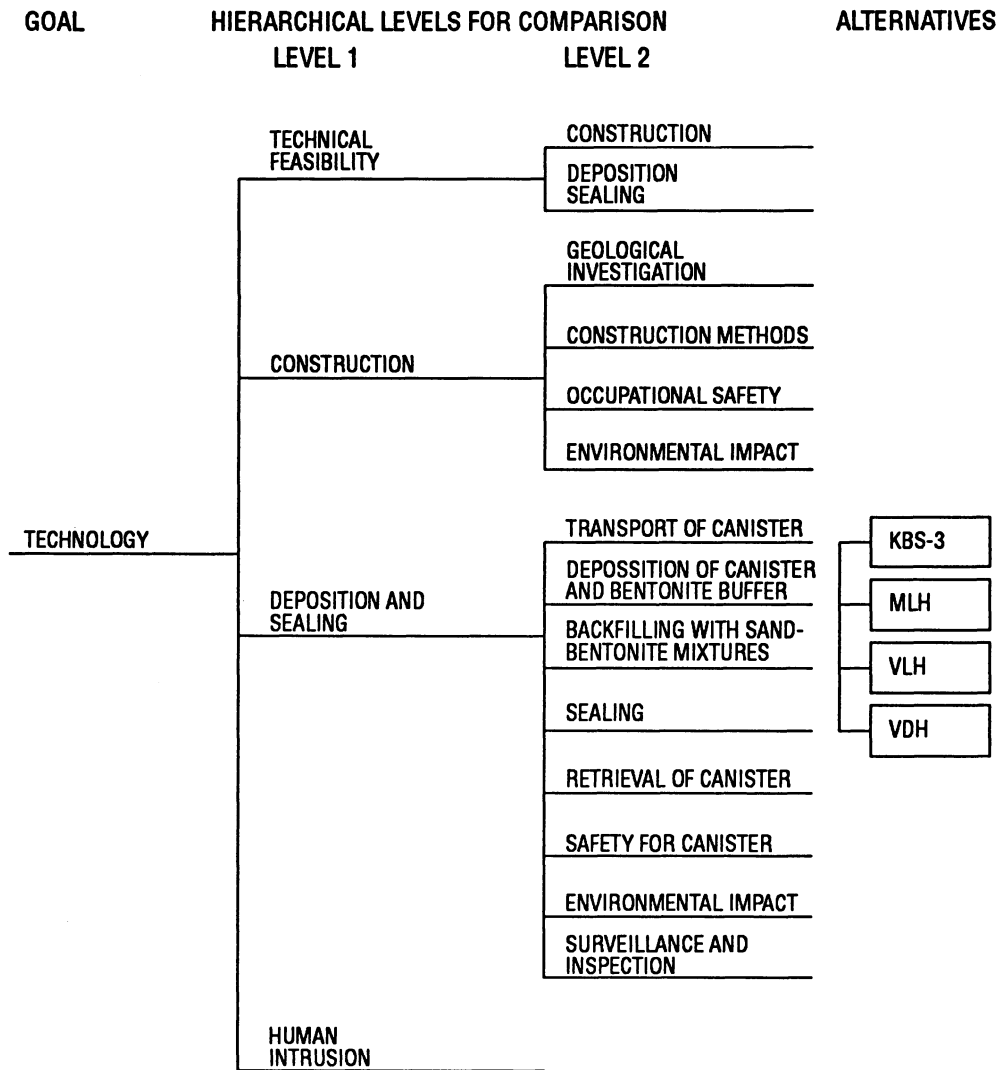 GOAL HIERARCHICAL LEVELS FOR COMPARISON ALTERNATIVES
LEVEL 1 LEVEL 2
TECHNICAL
FEASIBILITY
CONSTRUCTION
DEPOSITION
SEALING
CONSTRUCTION
GEOLOGICAL
INVESTIGATION
CONSTRUCTION METHODS
OCCUPATIONAL SAFETY
ENVIRONMENTAL IMPACT
TECHNOLOGY
DEPOSITION AND
SEALING
TRANSPORT OF CANISTER
DEPOSSITION OF CANISTER
AND BENTONITE BUFFER
BACKFILLING WITH SAND-
BENTONITE MIXTURES
SEALING
RETRIEVAL OF CANISTER
SAFETY FOR CANISTER
ENVIRONMENTAL IMPACT
SURVEILLANCE AND
INSPECTION
HUMAN
INTRUSION
KBS-3
MLH
VLH
VDH